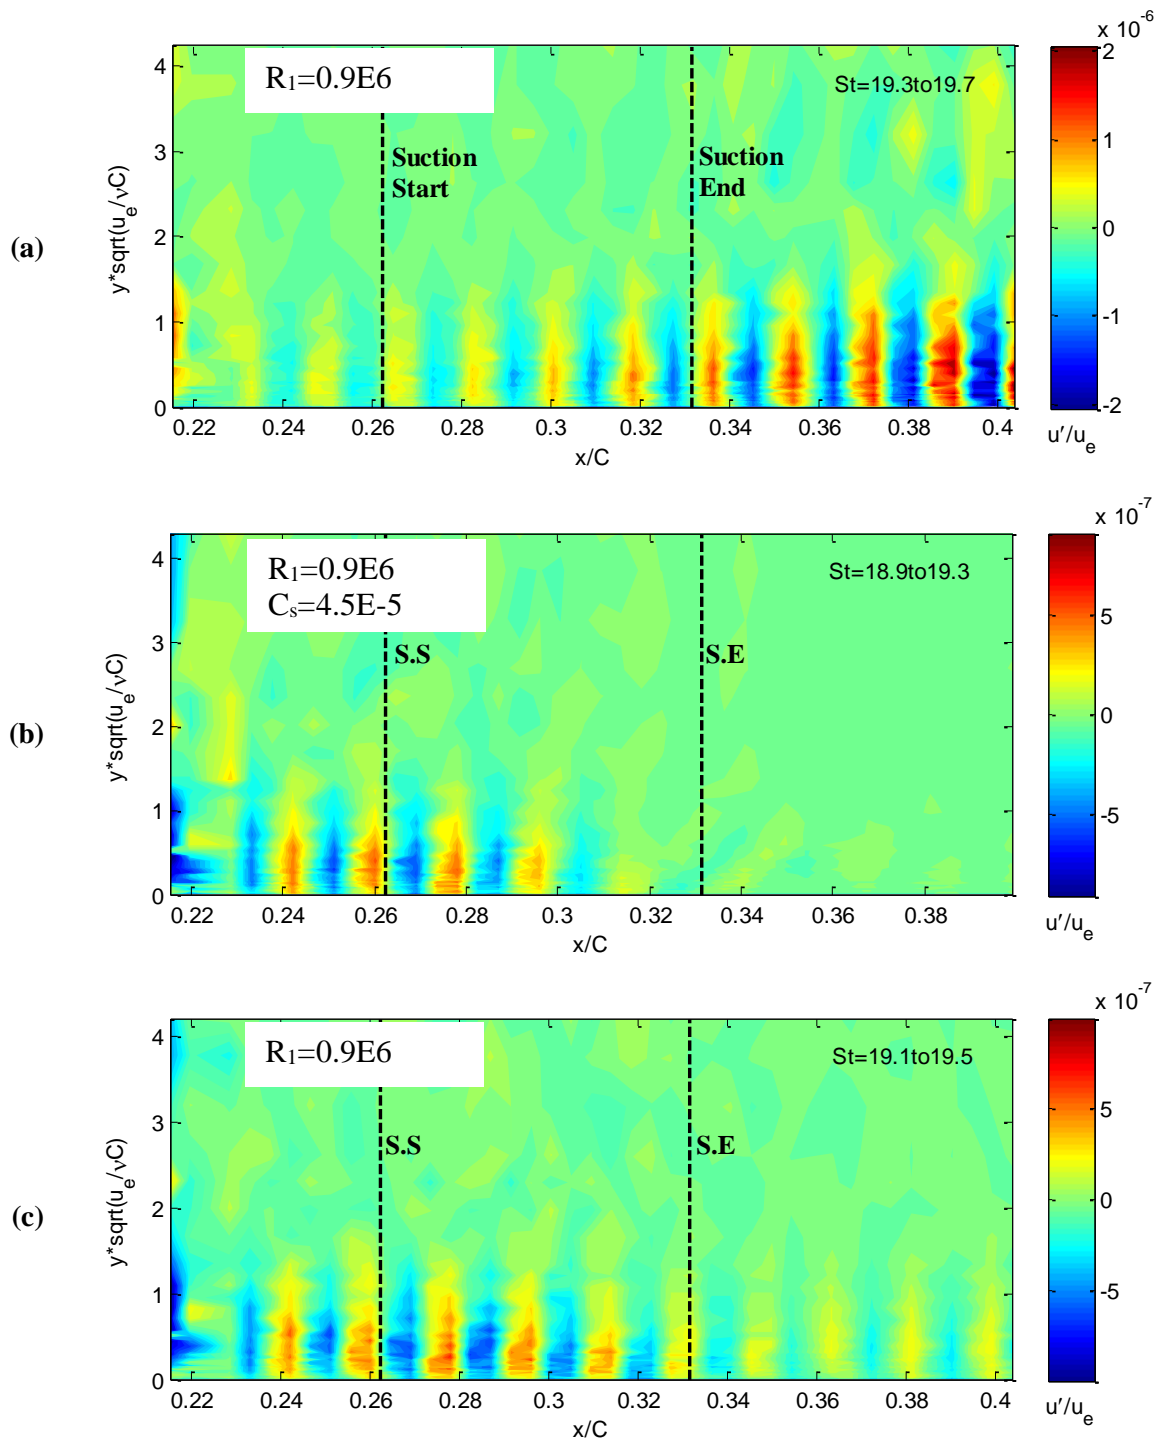 x 10 -6
R1=0.9E6
St=19.3to19.7
Suction
Start
Suction
End
(a)
y*sqrt(u_e/νC)
4
3
2
1
0
0.22 0.24 0.26 0.28 0.3 0.32 0.34 0.36 0.38 0.4
x/C
2
1
0
-1
-2
u′/u_e
x 10 -7
R1=0.9E6
Cs=4.5E-5
St=18.9to19.3
S.S
S.E
(b)
y*sqrt(u_e/νC)
4
3
2
1
0
0.22 0.24 0.26 0.28 0.3 0.32 0.34 0.36 0.38
x/C
5
0
-5
u′/u_e
x 10 -7
R1=0.9E6
St=19.1to19.5
S.S
S.E
(c)
y*sqrt(u_e/νC)
4
3
2
1
0
0.22 0.24 0.26 0.28 0.3 0.32 0.34 0.36 0.38 0.4
x/C
5
0
-5
u′/u_e